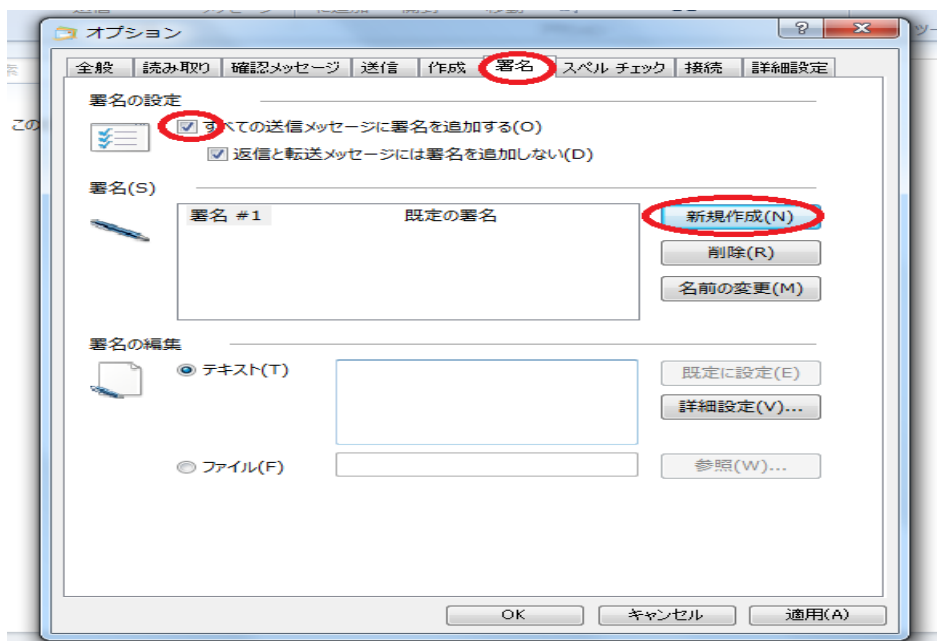 オプション
全般 読み取り 確認メッセージ 送信 作成 署名 スペル チェック 接続 詳細設定
署名の設定
この
すべての送信メッセージに署名を追加する(O)
返信と転送メッセージには署名を追加しない(D)
署名(S)
署名 #1 既定の署名
新規作成(N)
削除(R)
名前の変更(M)
署名の編集
テキスト(T)
既定に設定(E)
詳細設定(V)...
ファイル(F)
参照(W)...
OK キャンセル 適用(A)